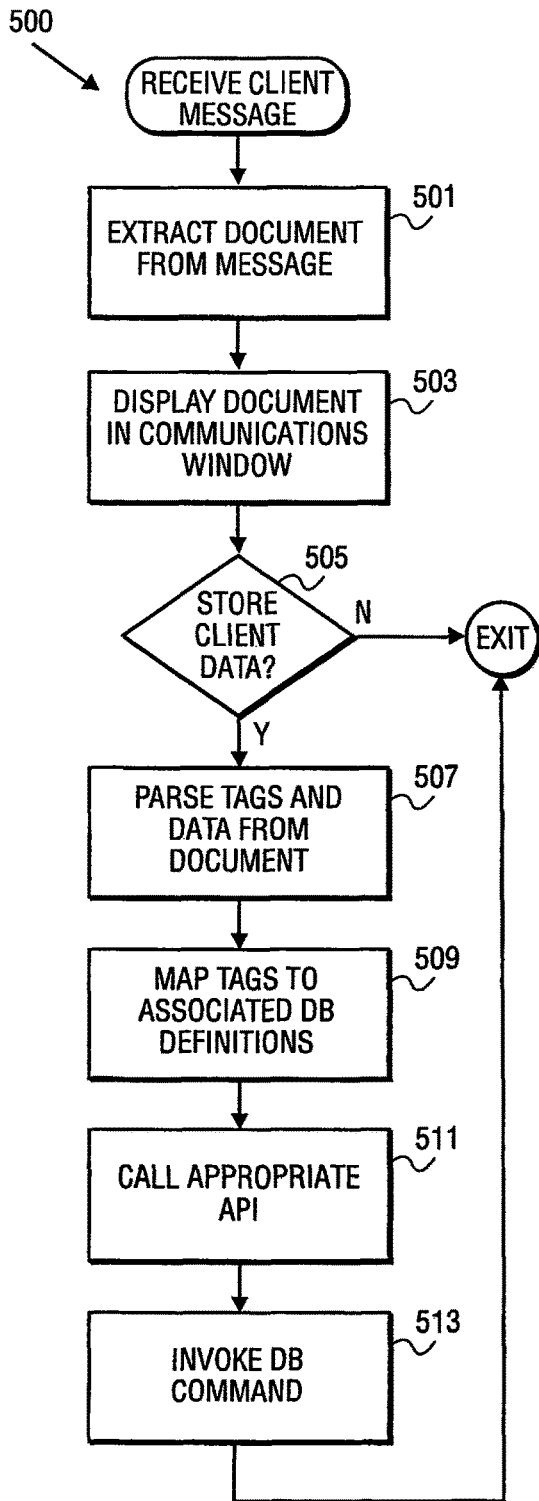 500
RECEIVE CLIENT
MESSAGE
501
EXTRACT DOCUMENT
FROM MESSAGE
503
DISPLAY DOCUMENT
IN COMMUNICATIONS
WINDOW
505
STORE
CLIENT
DATA?
N
EXIT
Y
507
PARSE TAGS AND
DATA FROM
DOCUMENT
509
MAP TAGS TO
ASSOCIATED DB
DEFINITIONS
511
CALL APPROPRIATE
API
513
INVOKE DB
COMMAND